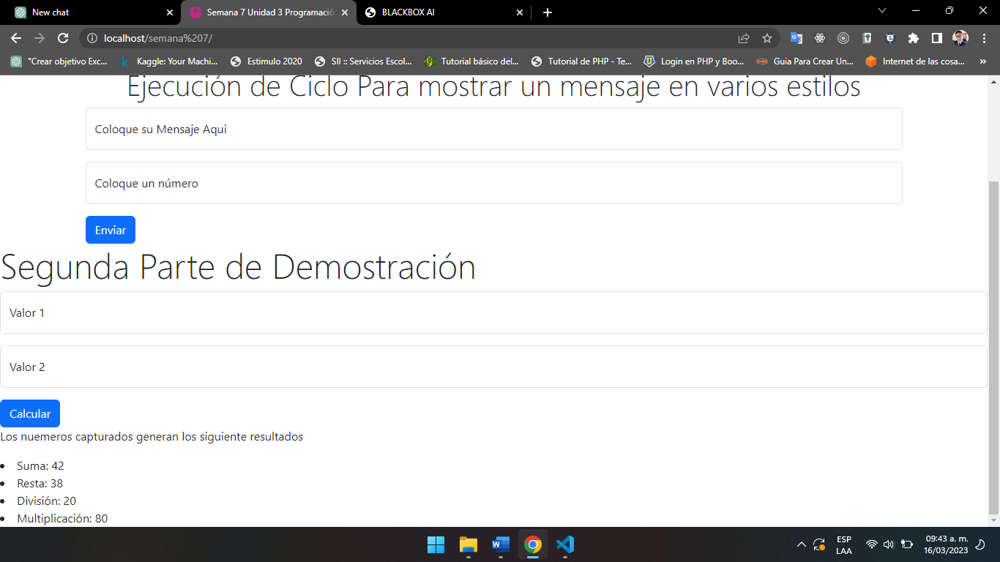 New chat
Semana 7 Unidad 3 Programació
BLACKBOX AI
localhost/semana%207/
"Crear objetivo Exc...
Kaggle: Your Machi...
Estimulo 2020
SII :: Servicios Escol...
Tutorial básico del...
Tutorial de PHP - Te...
Login en PHP y Boo...
Guia Para Crear Un...
Internet de las cosa...
»
Ejecución de Ciclo Para mostrar un mensaje en varios estilos
Coloque su Mensaje Aqui
Coloque un número
Enviar
Segunda Parte de Demostración
Valor 1
Valor 2
Calcular
Los nuemeros capturados generan los siguiente resultados
• Suma: 42
• Resta: 38
• División: 20
• Multiplicación: 80
ESP
LAA
09:43 a. m.
16/03/2023